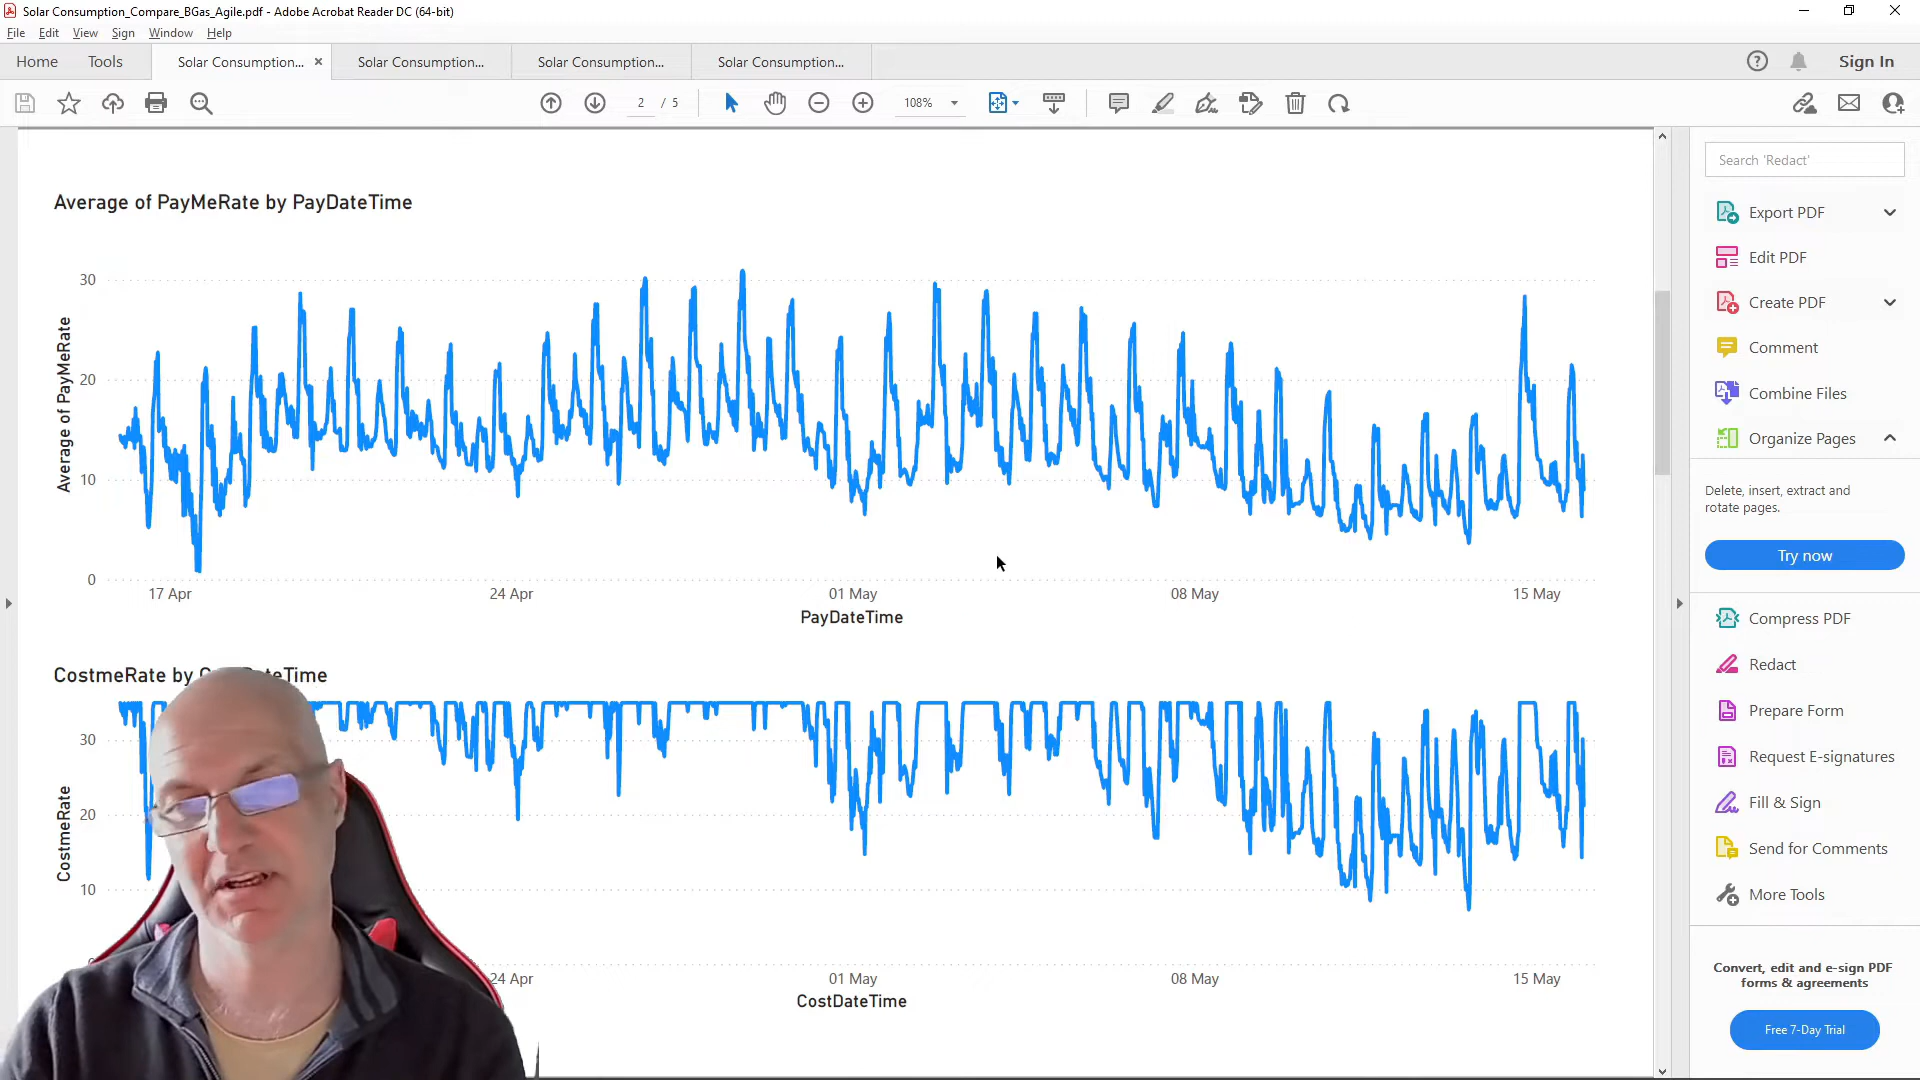 Solar Consumption_Compare_BGas_Agile.pdf - Adobe Acrobat Reader DC (64-bit)
File Edit View Sign Window Help
Home Tools Solar Consumption... × Solar Consumption... Solar Consumption... Solar Consumption... Sign In
2 / 5 108%
Search 'Redact'
Average of PayMeRate by PayDateTime
Average of PayMeRate
30
20
10
0
17 Apr 24 Apr 01 May 08 May 15 May
PayDateTime
CostmeRate by
teTime
CostmeRate
30
20
10
24 Apr 01 May 08 May 15 May
CostDateTime
Export PDF
Edit PDF
Create PDF
Comment
Combine Files
Organize Pages
Delete, insert, extract and
rotate pages.
Try now
Compress PDF
Redact
Prepare Form
Request E-signatures
Fill & Sign
Send for Comments
More Tools
Convert, edit and e-sign PDF
forms & agreements
Free 7-Day Trial